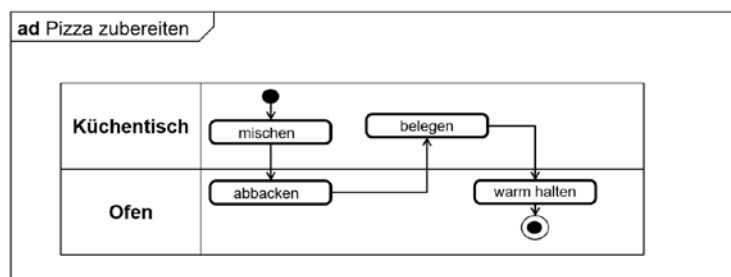 ad Pizza zubereiten
Küchentisch
mischen
belegen
Ofen
abbacken
warm halten